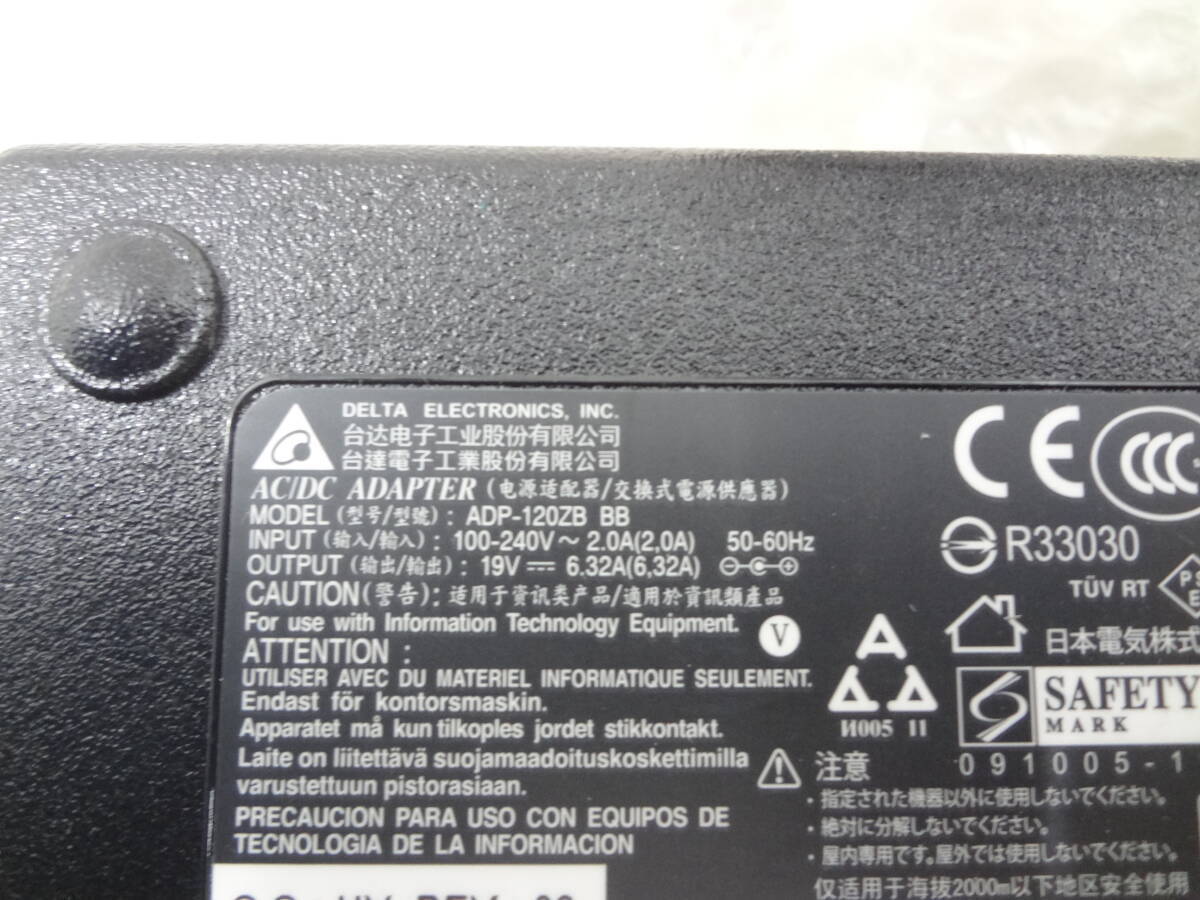 DELTA ELECTRONICS, INC.
台达电子工业股份有限公司
台達電子工業股份有限公司
AC/DC ADAPTER (电源适配器/交換式電源供應器)
MODEL (型号/型號) : ADP-120ZB BB
INPUT (输入/輸入) : 100-240V ~ 2.0A(2,0A) 50-60Hz
OUTPUT (输出/輸出) : 19V ⎓ 6.32A(6,32A)
CAUTION (警告) : 适用于资讯类产品/適用於資訊類產品
For use with Information Technology Equipment.
V
ATTENTION :
UTILISER AVEC DU MATERIEL INFORMATIQUE SEULEMENT.
Endast för kontorsmaskin.
Apparatet må kun tilkoples jordet stikkontakt.
Laite on liitettävä suojamaadoituskoskettimilla
varustettuun pistorasiaan.
PRECAUCION PARA USO CON EQUIPOS DE
TECNOLOGIA DE LA INFORMACION
CE
CCC
R33030
TÜV RT
日本電気株式
И005 II
SAFETY
MARK
091005-1
注意
・指定された機器以外に使用しないでください。
・絶対に分解しないでください。
・屋内専用です。屋外では使用しないでください。
仅适用于海拔2000m以下地区安全使用